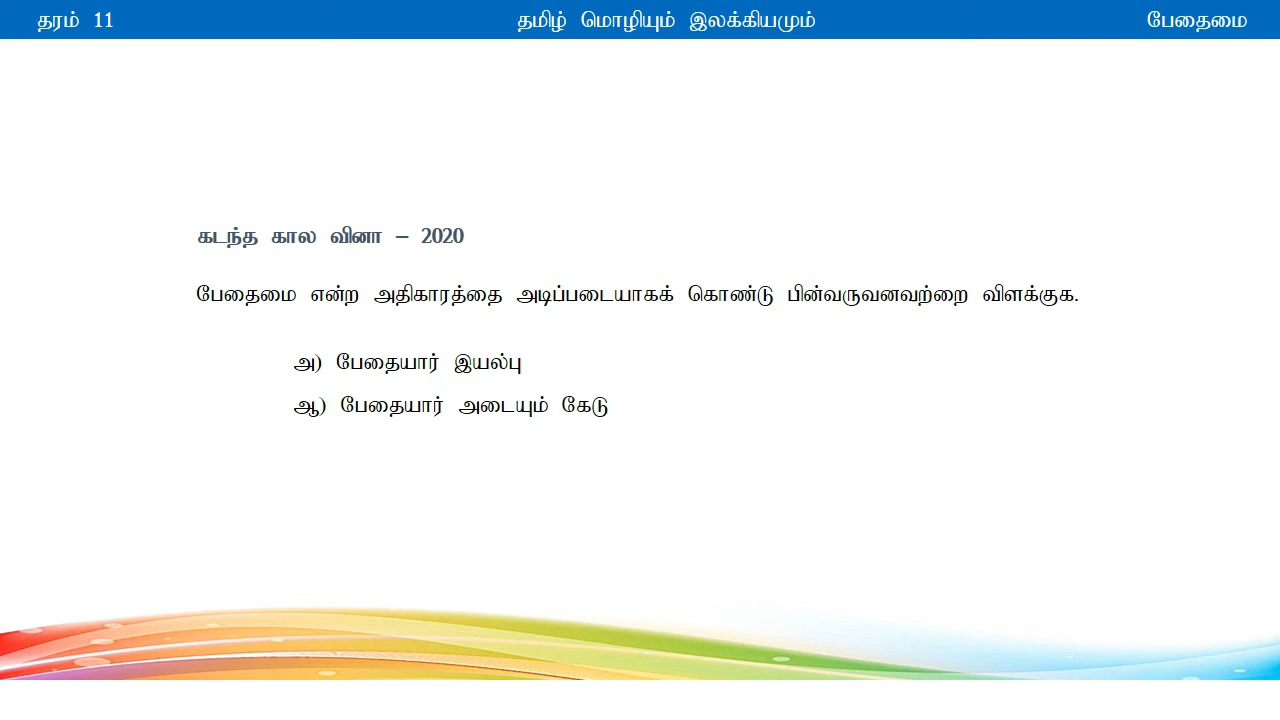 தரம் 11
தமிழ் மொழியும் இலக்கியமும்
பேதைமை
கடந்த கால வினா – 2020
பேதைமை என்ற அதிகாரத்தை அடிப்படையாகக் கொண்டு பின்வருவனவற்றை விளக்குக.
அ) பேதையார் இயல்பு
ஆ) பேதையார் அடையும் கேடு